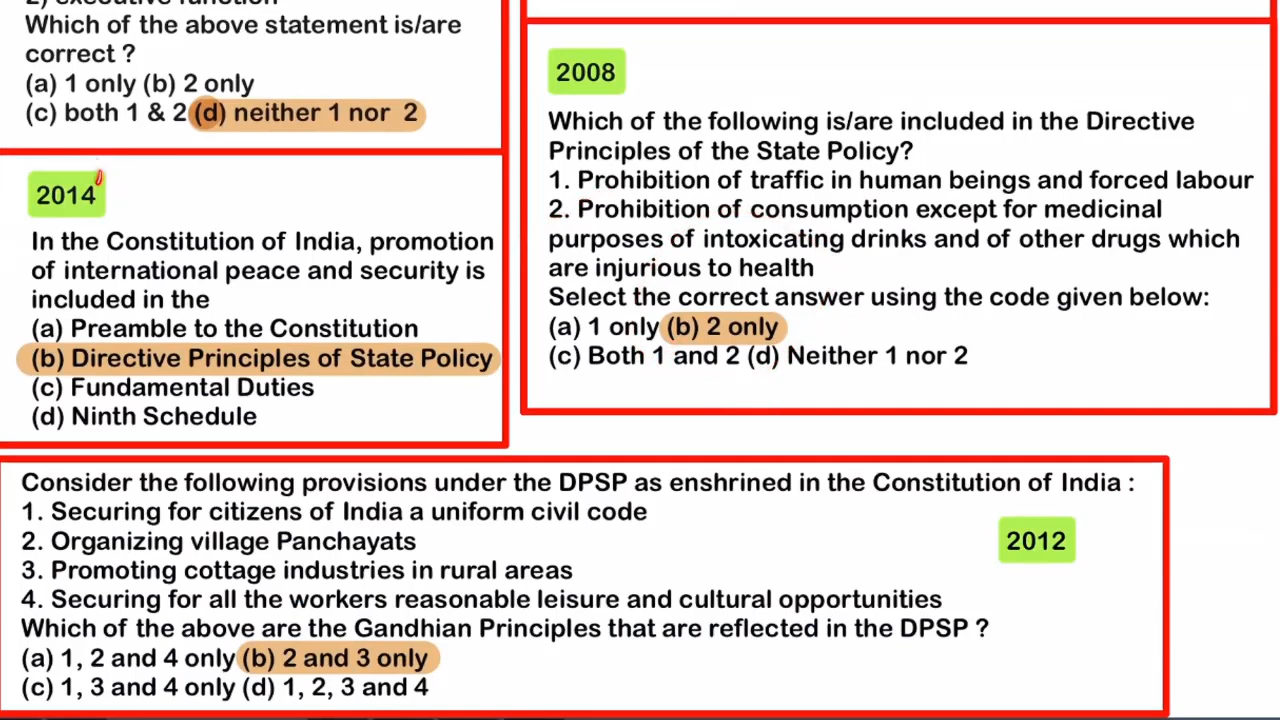 2) executive function
Which of the above statement is/are
correct ?
(a) 1 only (b) 2 only
(c) both 1 & 2 (d) neither 1 nor 2
2014
In the Constitution of India, promotion
of international peace and security is
included in the
(a) Preamble to the Constitution
(b) Directive Principles of State Policy
(c) Fundamental Duties
(d) Ninth Schedule
2008
Which of the following is/are included in the Directive
Principles of the State Policy?
1. Prohibition of traffic in human beings and forced labour
2. Prohibition of consumption except for medicinal
purposes of intoxicating drinks and of other drugs which
are injurious to health
Select the correct answer using the code given below:
(a) 1 only (b) 2 only
(c) Both 1 and 2 (d) Neither 1 nor 2
Consider the following provisions under the DPSP as enshrined in the Constitution of India :
1. Securing for citizens of India a uniform civil code
2. Organizing village Panchayats
2012
3. Promoting cottage industries in rural areas
4. Securing for all the workers reasonable leisure and cultural opportunities
Which of the above are the Gandhian Principles that are reflected in the DPSP ?
(a) 1, 2 and 4 only (b) 2 and 3 only
(c) 1, 3 and 4 only (d) 1, 2, 3 and 4